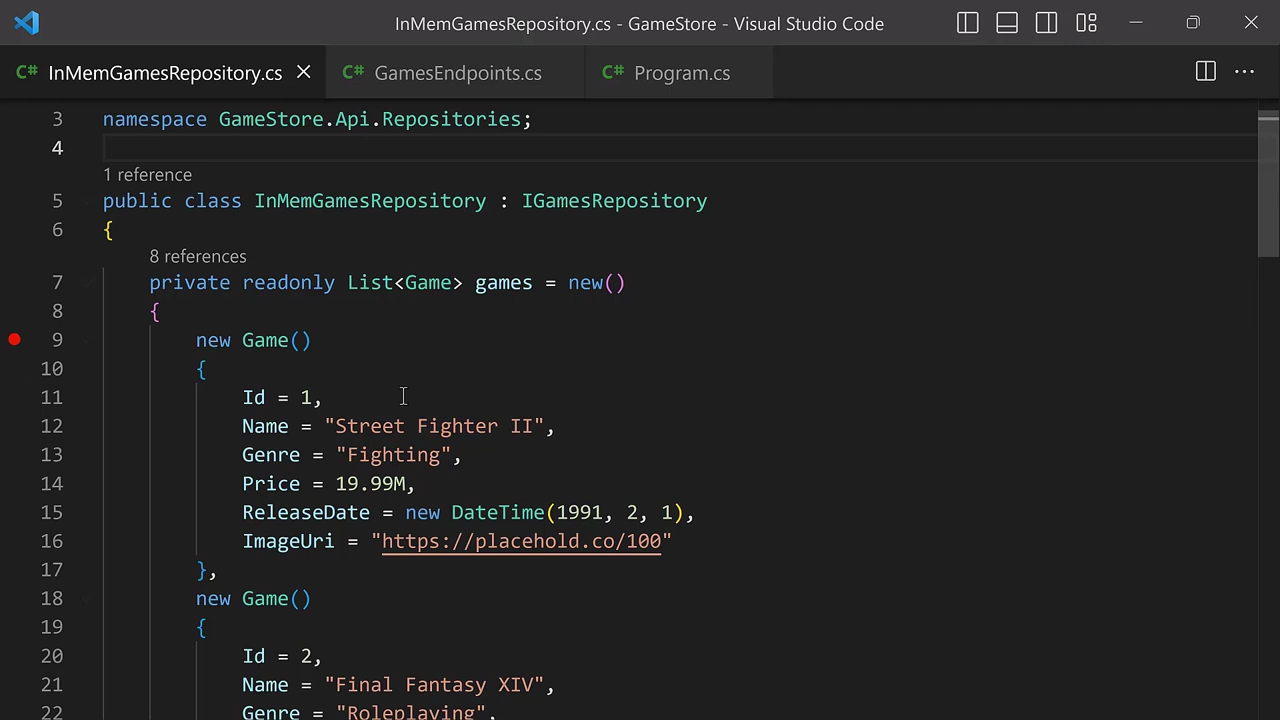 InMemGamesRepository.cs - GameStore - Visual Studio Code
C# InMemGamesRepository.cs C# GamesEndpoints.cs C# Program.cs
3 namespace GameStore.Api.Repositories;
4
1 reference
5 public class InMemGamesRepository : IGamesRepository
6 {
8 references
7 private readonly List<Game> games = new()
8 {
9 new Game()
10 {
11 Id = 1,
12 Name = "Street Fighter II",
13 Genre = "Fighting",
14 Price = 19.99M,
15 ReleaseDate = new DateTime(1991, 2, 1),
16 ImageUri = "https://placehold.co/100"
17 },
18 new Game()
19 {
20 Id = 2,
21 Name = "Final Fantasy XIV",
22 Genre = "Roleplaying",